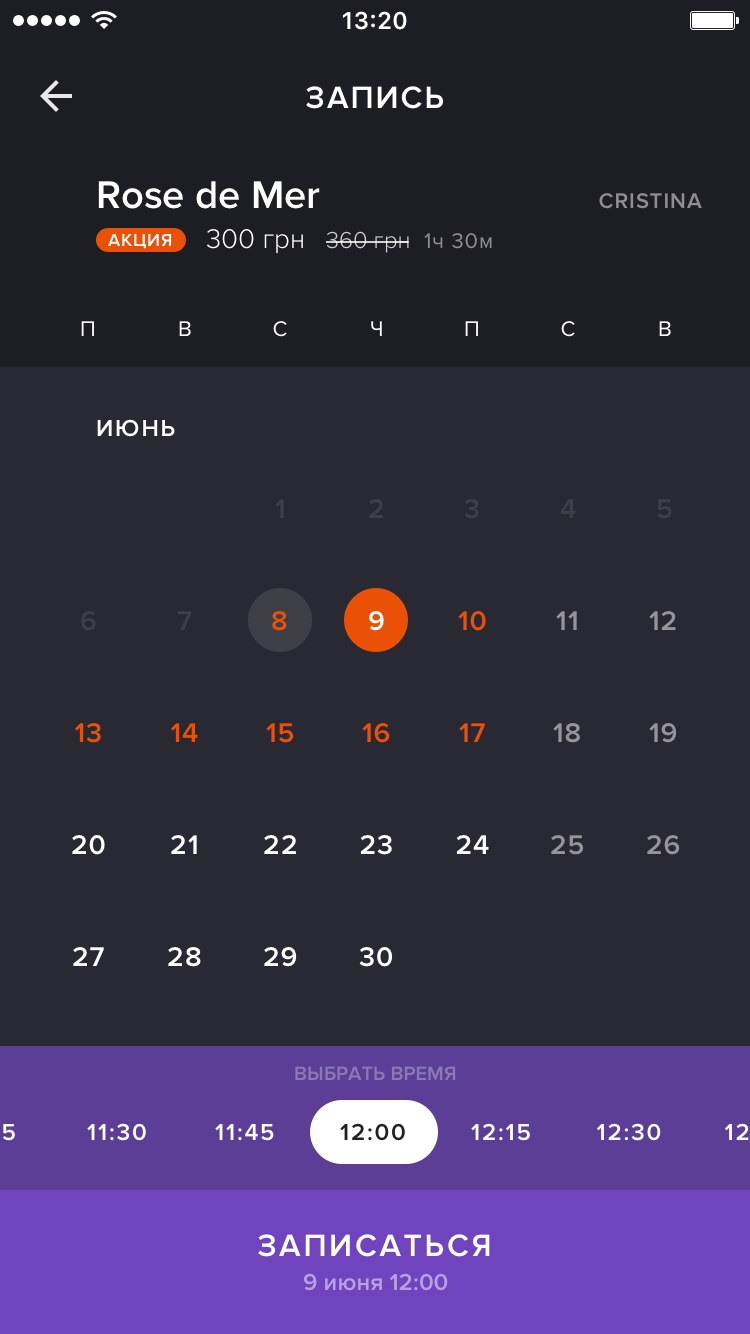 13:20
ЗАПИСЬ
Rose de Mer
CRISTINA
АКЦИЯ 300 грн 360 грн 1ч 30м
П В С Ч П С В
ИЮНЬ
1 2 3 4 5
6 7 8 9 10 11 12
13 14 15 16 17 18 19
20 21 22 23 24 25 26
27 28 29 30
ВЫБРАТЬ ВРЕМЯ
5 11:30 11:45 12:00 12:15 12:30 12
ЗАПИСАТЬСЯ
9 июня 12:00